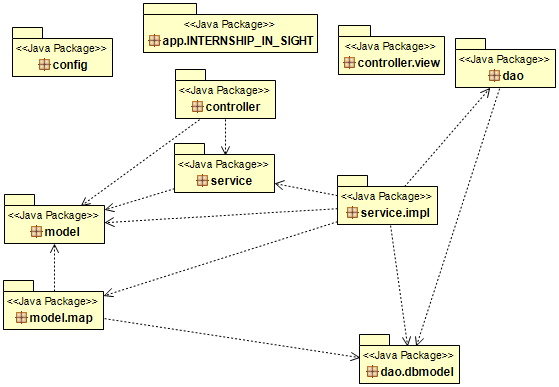 <<Java Package>>
config
<<Java Package>>
app.INTERNSHIP_IN_SIGHT
<<Java Package>>
controller.view
<<Java Package>>
dao
<<Java Package>>
controller
<<Java Package>>
service
<<Java Package>>
model
<<Java Package>>
service.impl
<<Java Package>>
model.map
<<Java Package>>
dao.dbmodel